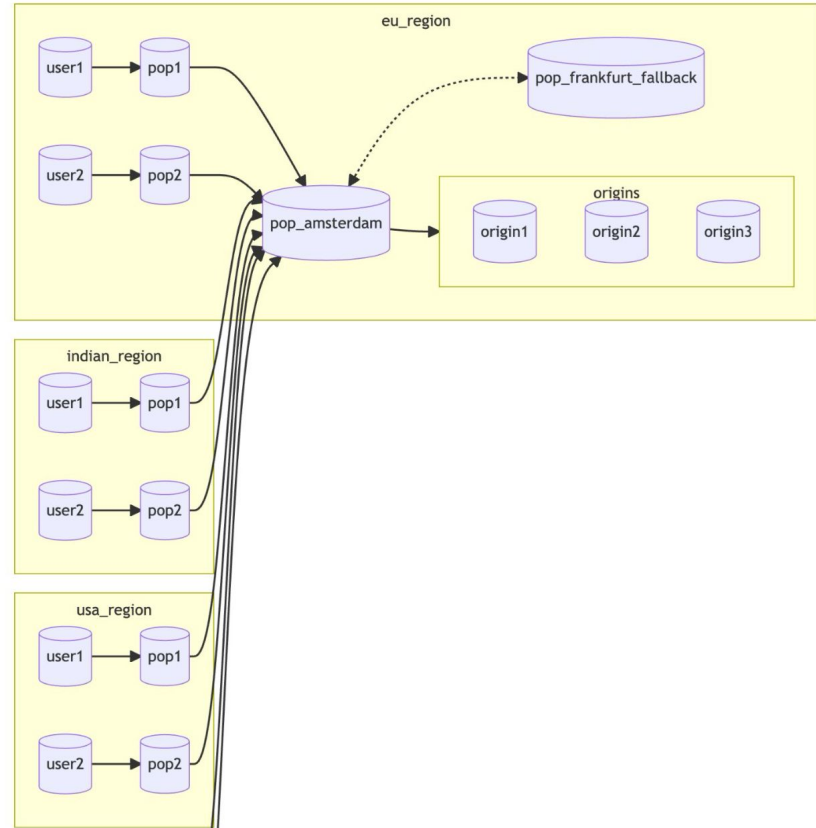 eu_region
user1
pop1
pop_frankfurt_fallback
user2
pop2
pop_amsterdam
origins
origin1
origin2
origin3
indian_region
user1
pop1
user2
pop2
usa_region
user1
pop1
user2
pop2